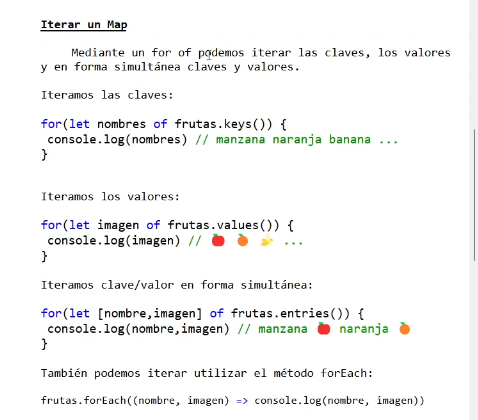 Iterar un Map
Mediante un for of podemos iterar las claves, los valores
y en forma simultánea claves y valores.
Iteramos las claves:
for(let nombres of frutas.keys()) {
console.log(nombres) // manzana naranja banana ...
}
Iteramos los valores:
for(let imagen of frutas.values()) {
console.log(imagen) // 🍎 🍊 🍌 ...
}
Iteramos clave/valor en forma simultánea:
for(let [nombre,imagen] of frutas.entries()) {
console.log(nombre,imagen) // manzana 🍎 naranja 🍊
}
También podemos iterar utilizar el método forEach:
frutas.forEach((nombre, imagen) => console.log(nombre, imagen))